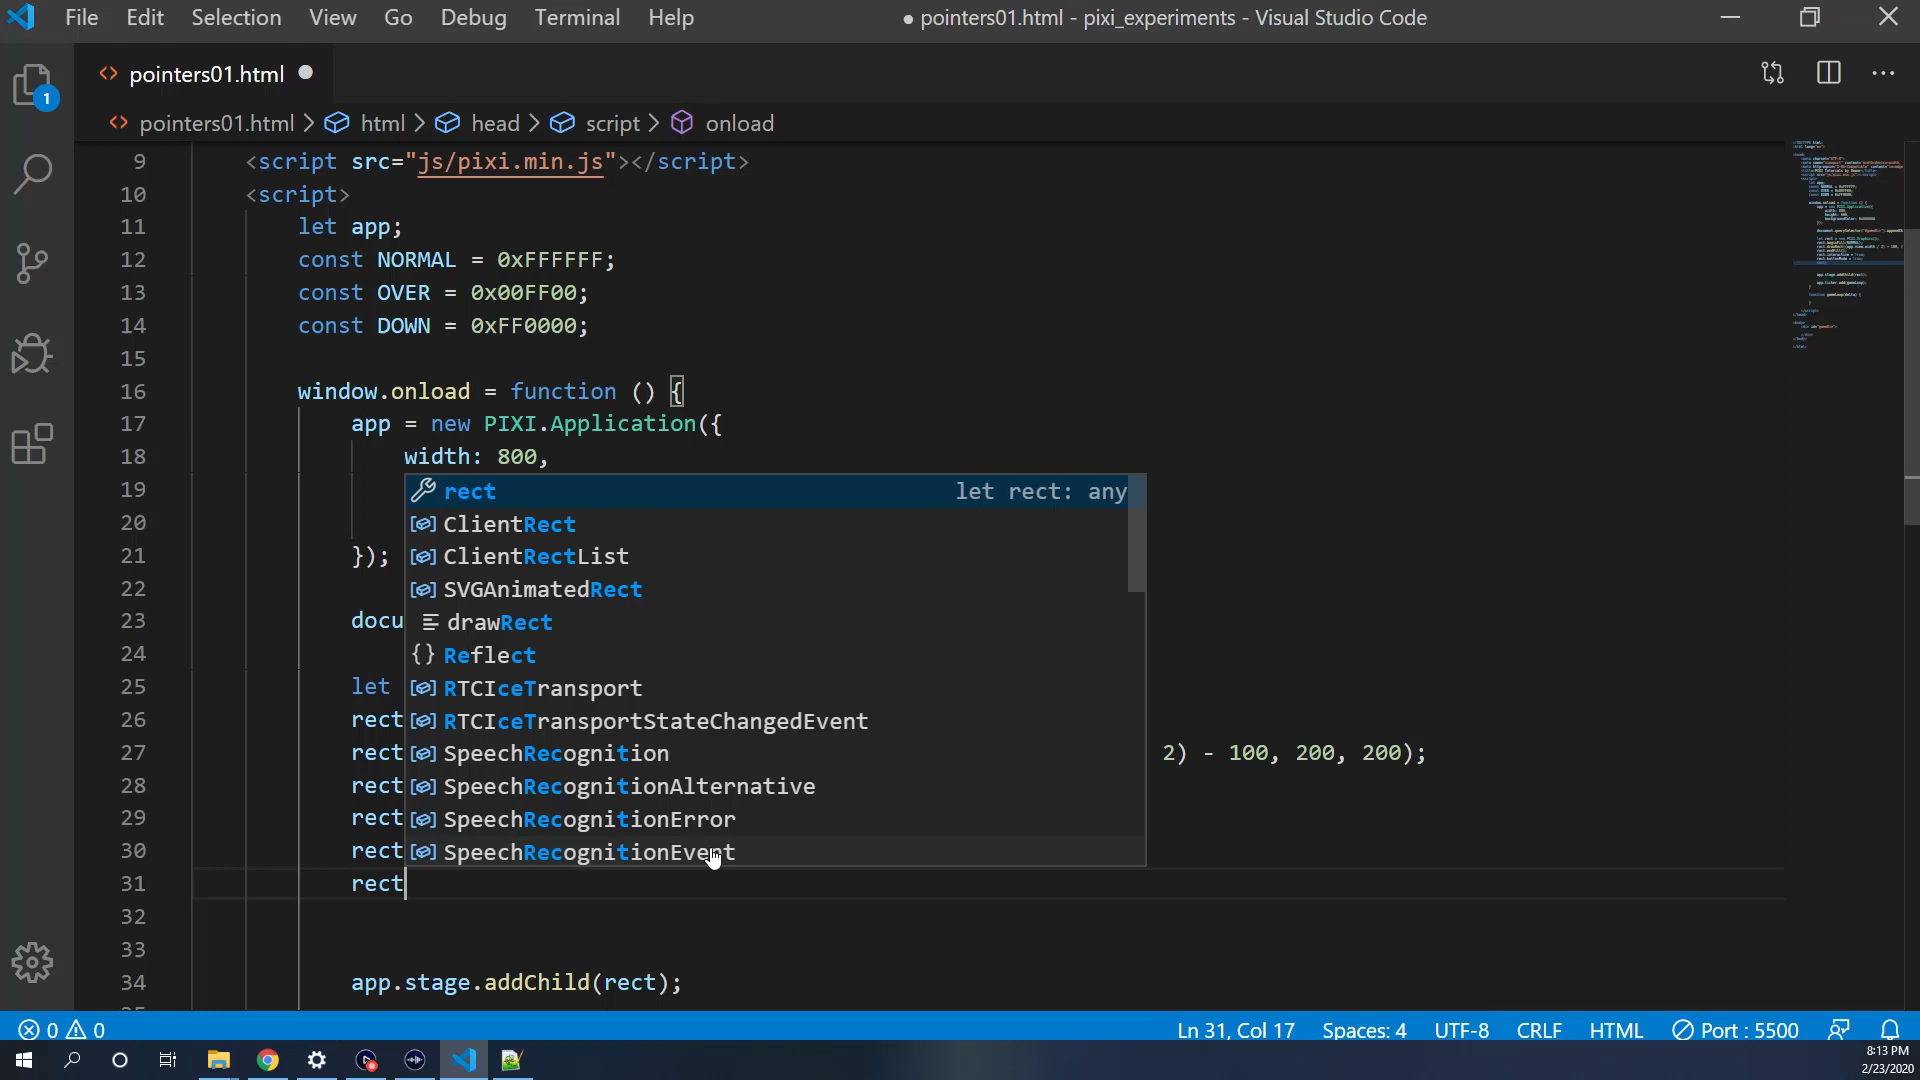 File Edit Selection View Go Debug Terminal Help
● pointers01.html - pixi_experiments - Visual Studio Code
pointers01.html
1
pointers01.html > html > head > script > onload
9 <script src="js/pixi.min.js"></script>
10 <script>
11 let app;
12 const NORMAL = 0xFFFFFF;
13 const OVER = 0x00FF00;
14 const DOWN = 0xFF0000;
15
16 window.onload = function () {
17 app = new PIXI.Application({
18 width: 800,
19 rect let rect: any
20 ClientRect
21 }); ClientRectList
22 SVGAnimatedRect
23 docu drawRect
24 Reflect
25 let RTCIceTransport
26 rect RTCIceTransportStateChangedEvent
27 rect SpeechRecognition 2) - 100, 200, 200);
28 rect SpeechRecognitionAlternative
29 rect SpeechRecognitionError
30 rect SpeechRecognitionEvent
31 rect
32
33
34 app.stage.addChild(rect);
0 0 Ln 31, Col 17 Spaces: 4 UTF-8 CRLF HTML Port : 5500
8:13 PM
2/23/2020